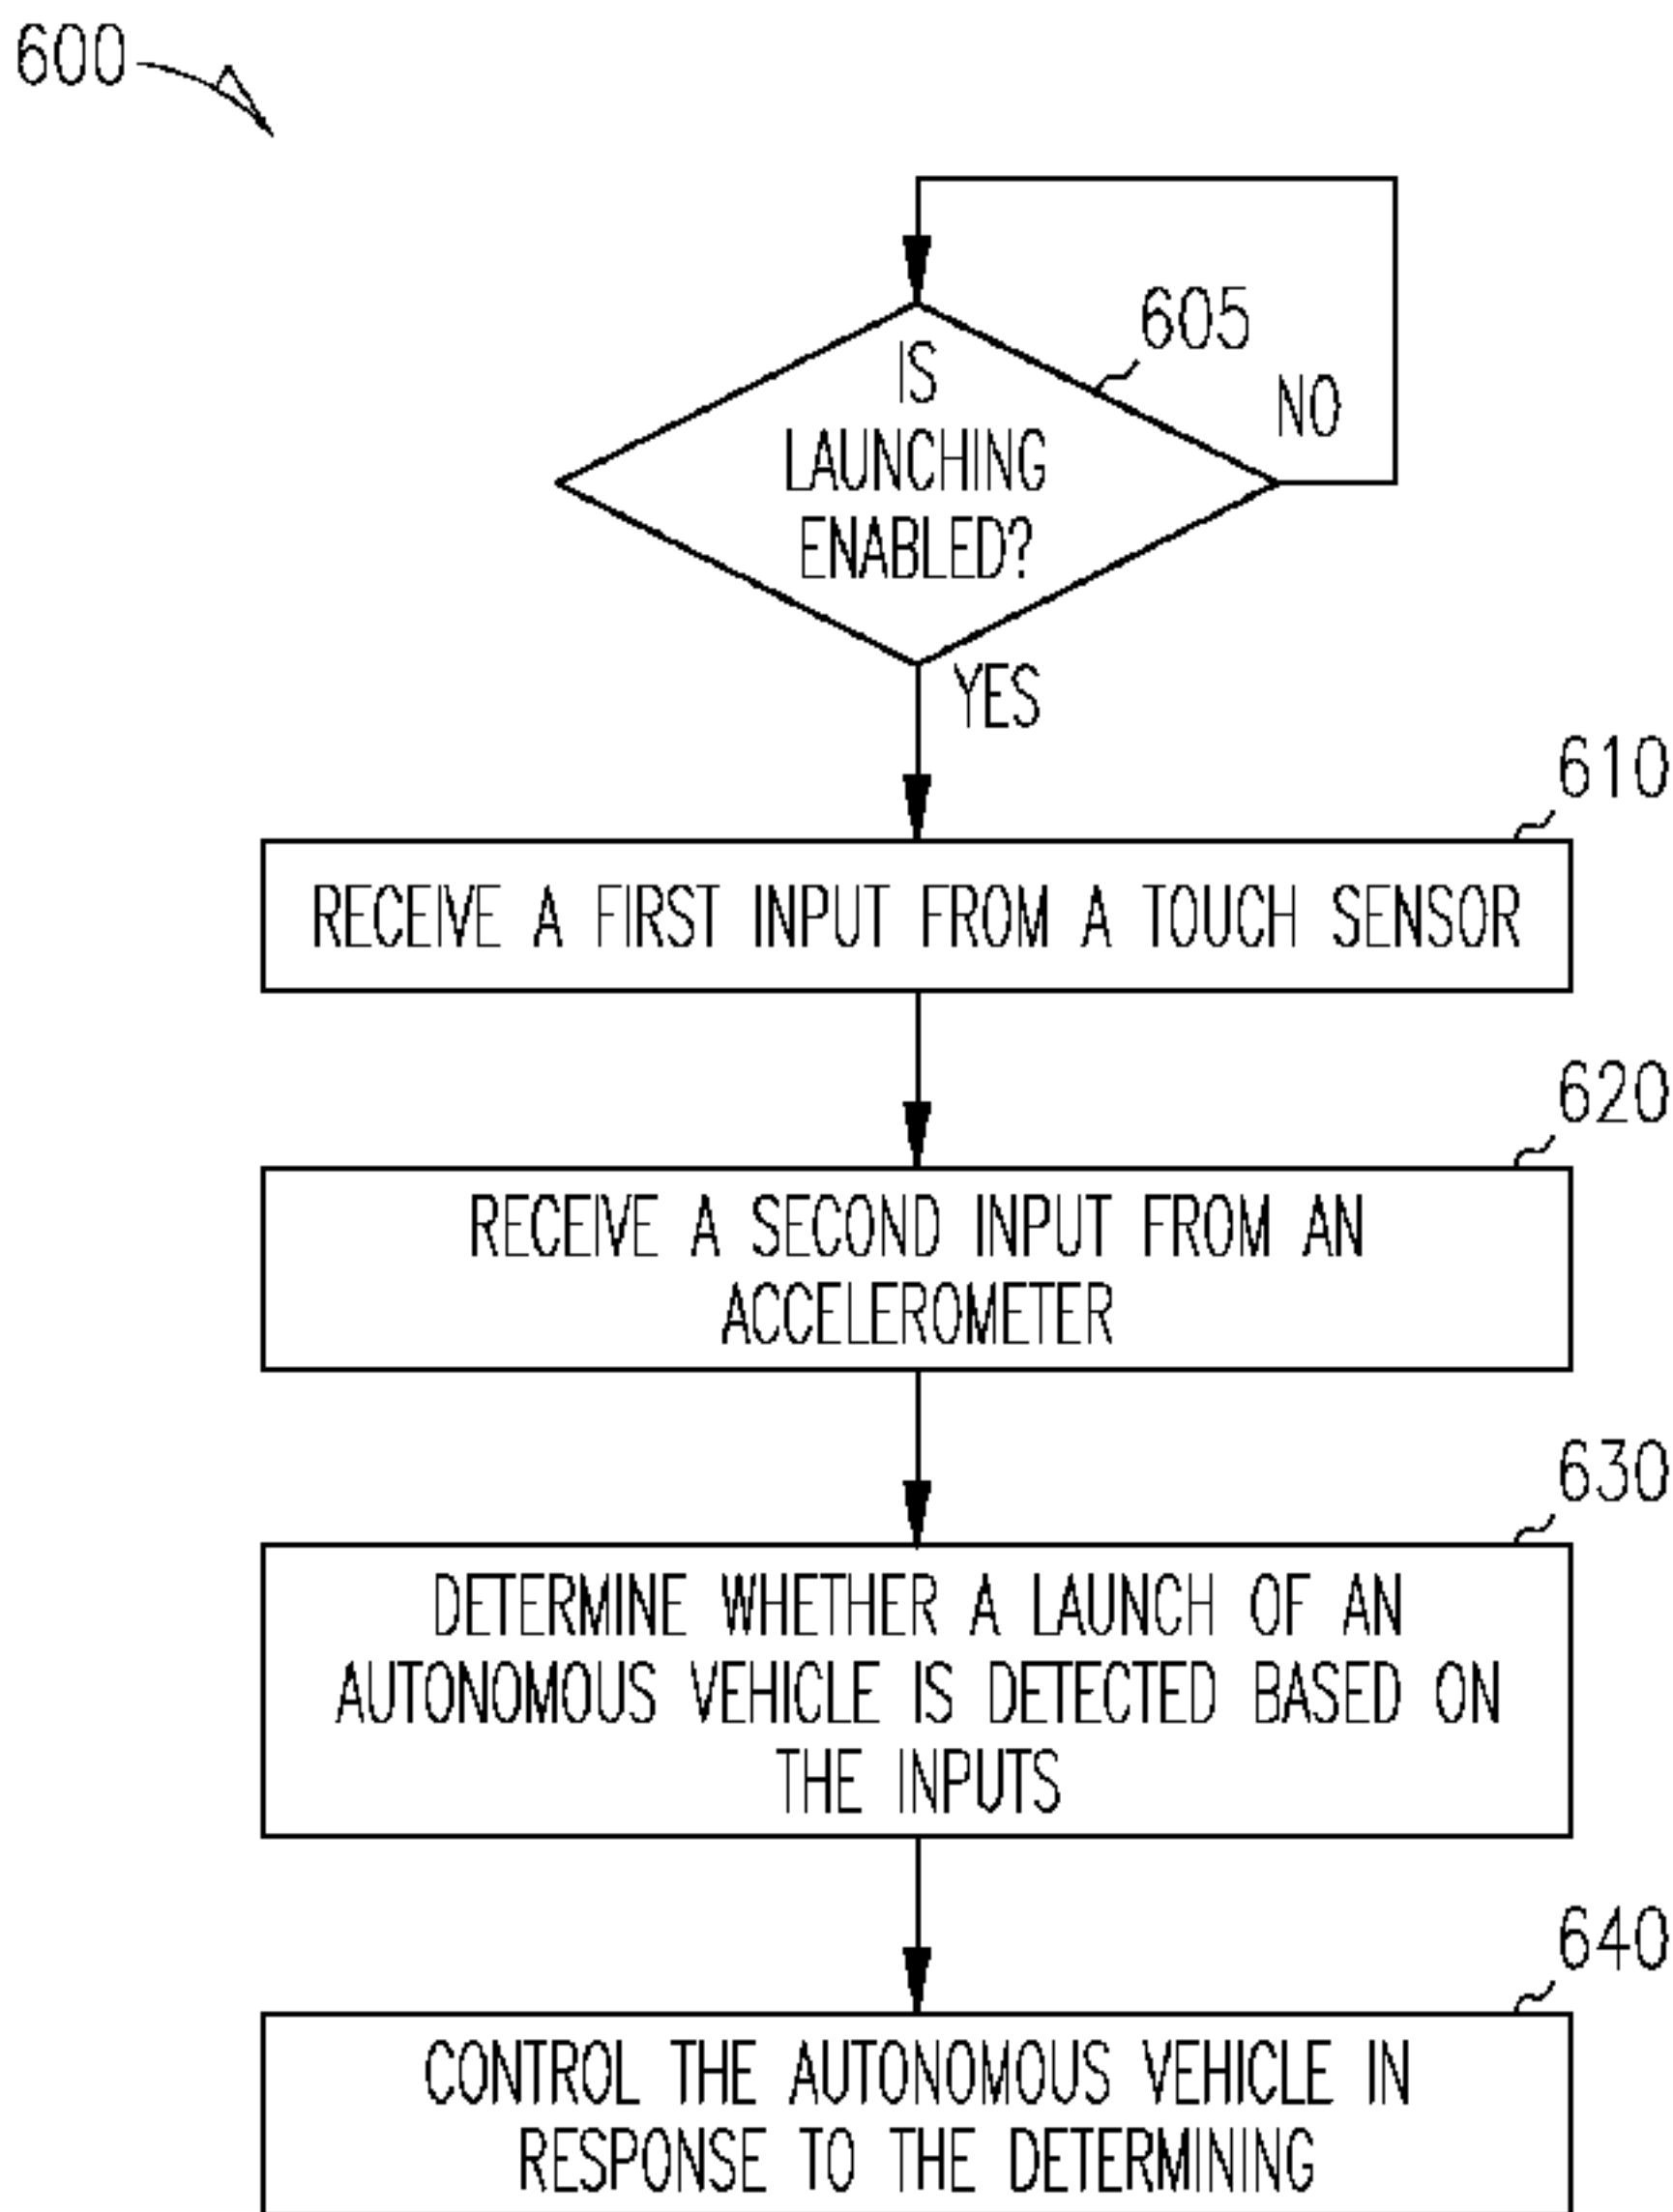 600
605
IS
LAUNCHING
ENABLED?
NO
YES
610
RECEIVE A FIRST INPUT FROM A TOUCH SENSOR
620
RECEIVE A SECOND INPUT FROM AN
ACCELEROMETER
630
DETERMINE WHETHER A LAUNCH OF AN
AUTONOMOUS VEHICLE IS DETECTED BASED ON
THE INPUTS
640
CONTROL THE AUTONOMOUS VEHICLE IN
RESPONSE TO THE DETERMINING